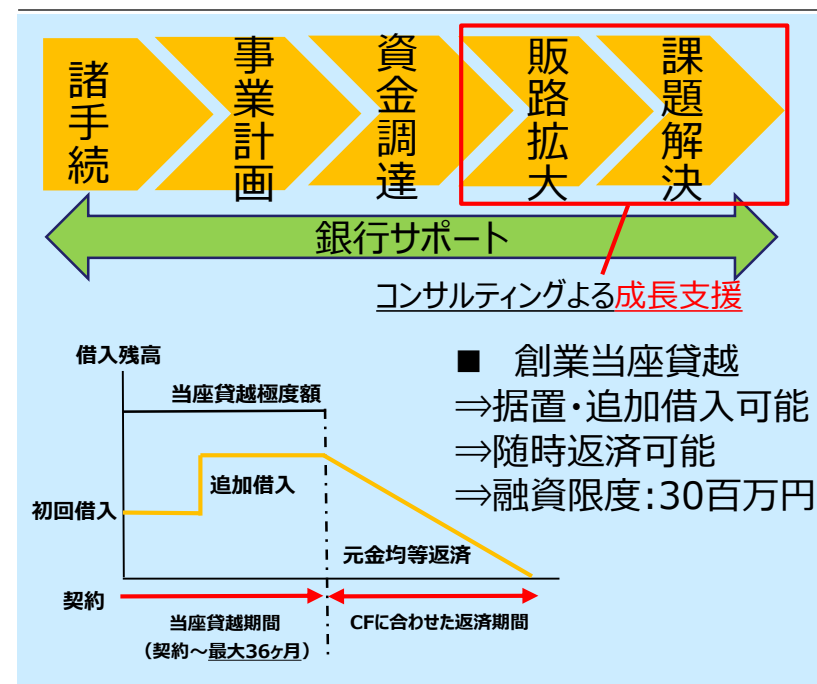 諸手続
事業計画
資金調達
販路拡大
課題解決
銀行サポート
コンサルティングよる成長支援
借入残高
当座貸越極度額
追加借入
初回借入
元金均等返済
契約
当座貸越期間
（契約～最大36ヶ月）
CFに合わせた返済期間
■ 創業当座貸越
⇒据置・追加借入可能
⇒随時返済可能
⇒融資限度：30百万円